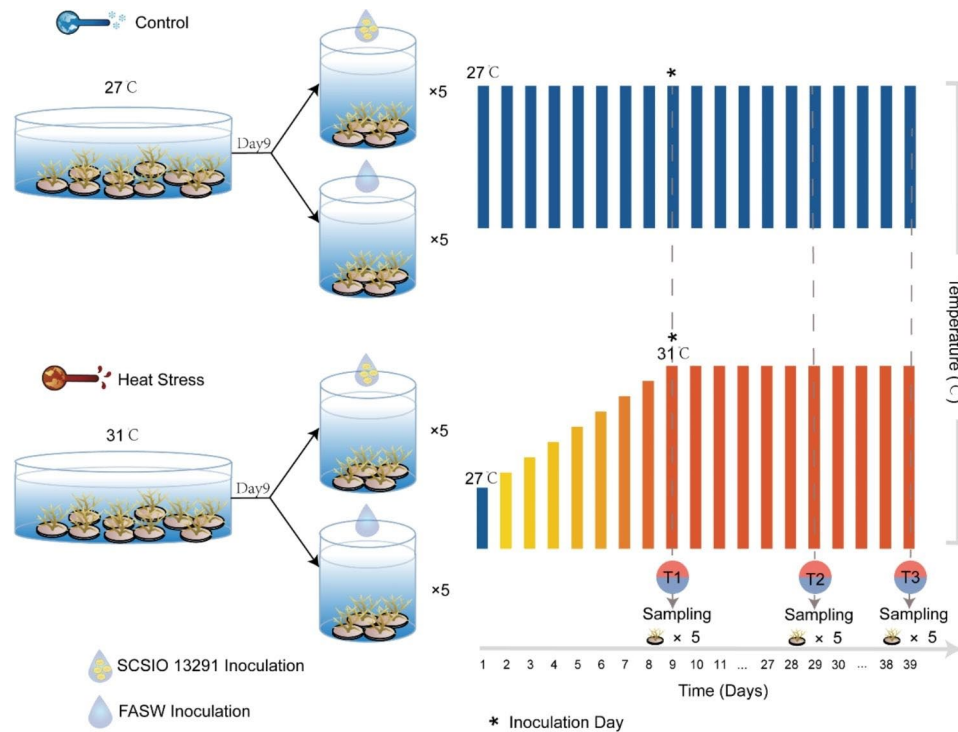 Control
27℃
Day9
×5
×5
Heat Stress
31℃
Day9
×5
×5
SCSIO 13291 Inoculation
FASW Inoculation
27℃
*
*
31℃
27℃
T1
T2
T3
Sampling
Sampling
Sampling
× 5
× 5
× 5
1 2 3 4 5 6 7 8 9 10 11 ... 27 28 29 30 ... 38 39
Time (Days)
* Inoculation Day
Temperature (℃)